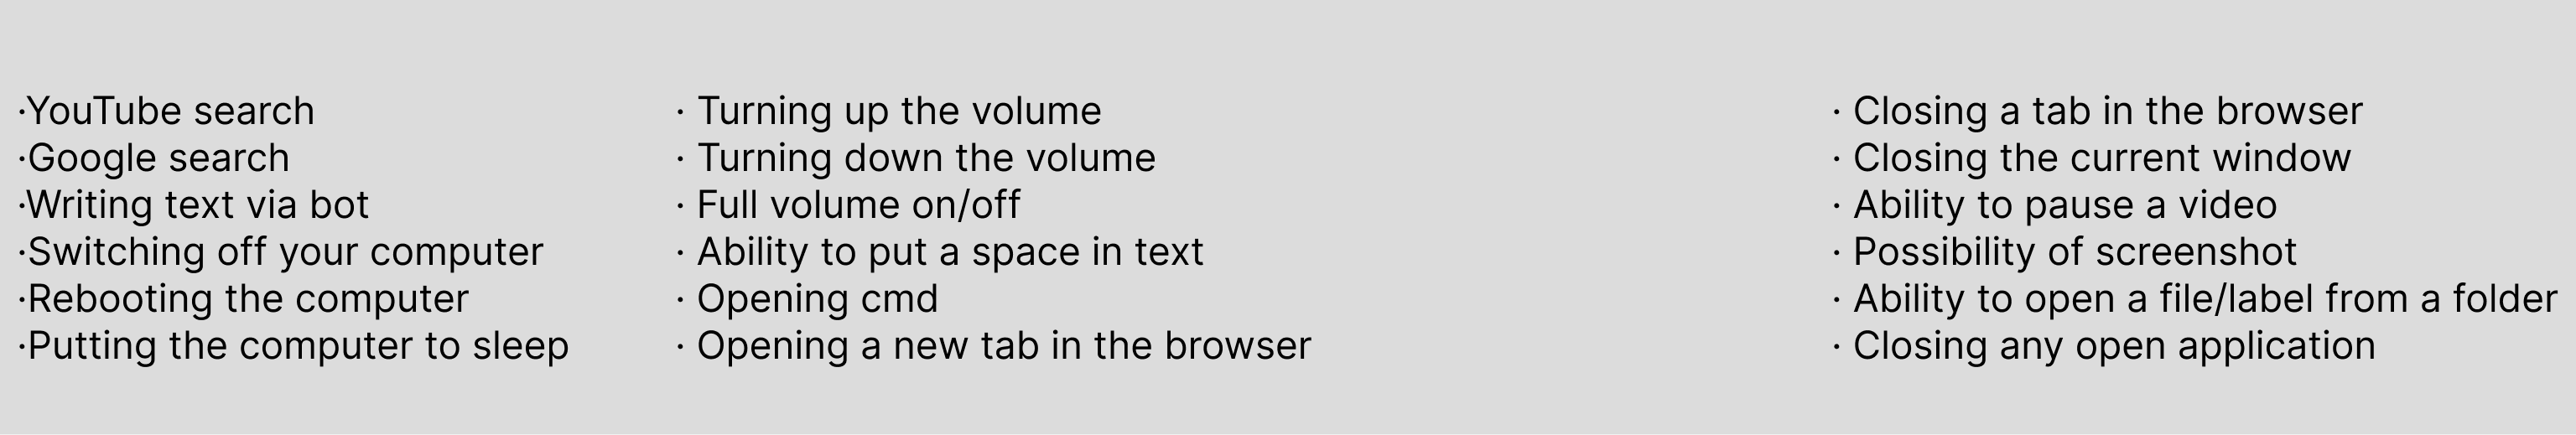 ·YouTube search
·Google search
·Writing text via bot
·Switching off your computer
·Rebooting the computer
·Putting the computer to sleep
· Turning up the volume
· Turning down the volume
· Full volume on/off
· Ability to put a space in text
· Opening cmd
· Opening a new tab in the browser
· Closing a tab in the browser
· Closing the current window
· Ability to pause a video
· Possibility of screenshot
· Ability to open a file/label from a folder
· Closing any open application